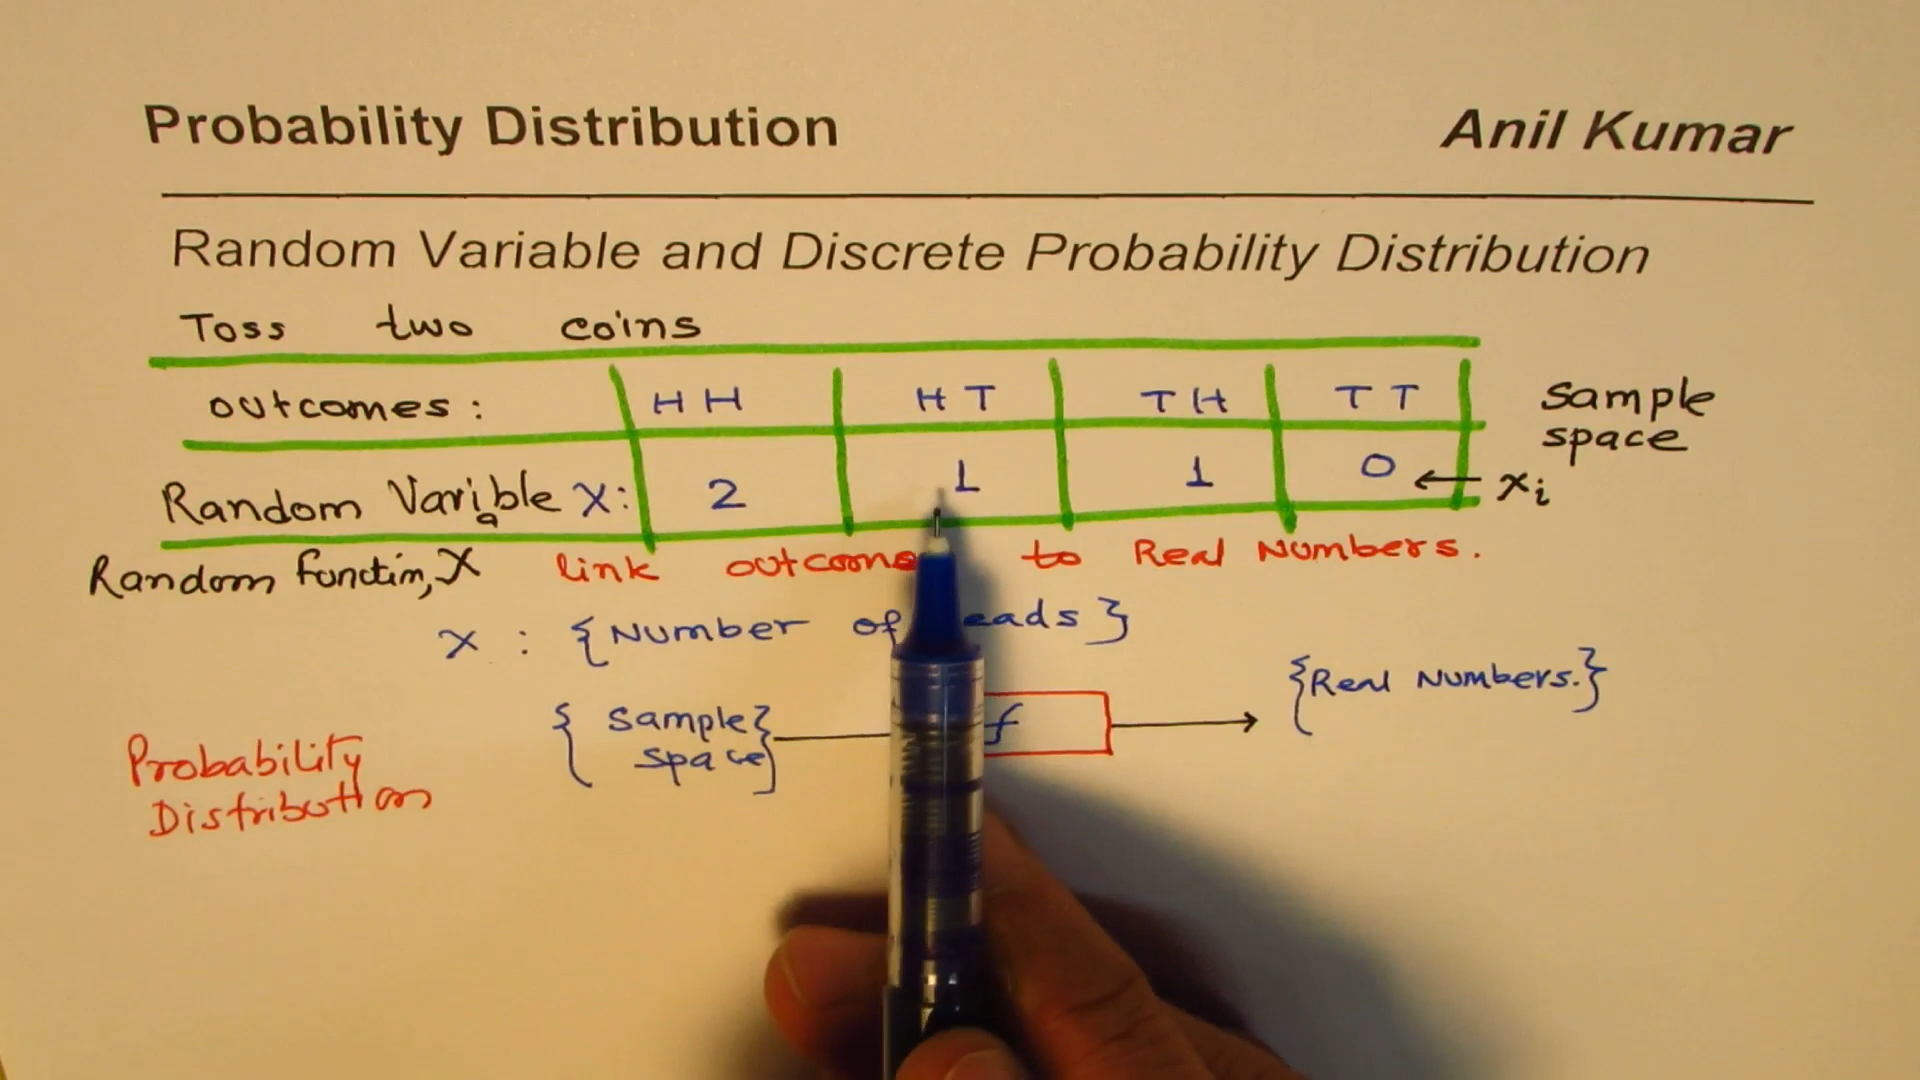 Probability Distribution Anil Kumar
Random Variable and Discrete Probability Distribution
Toss two coins
outcomes: HH HT TH TT Sample space
Random Variable X: 2 1 1 0 ← xi
Random function, X link outcome to Real Numbers.
X : {Number of eads}
{Sample space} f → {Real Numbers.}
Probability
Distribution